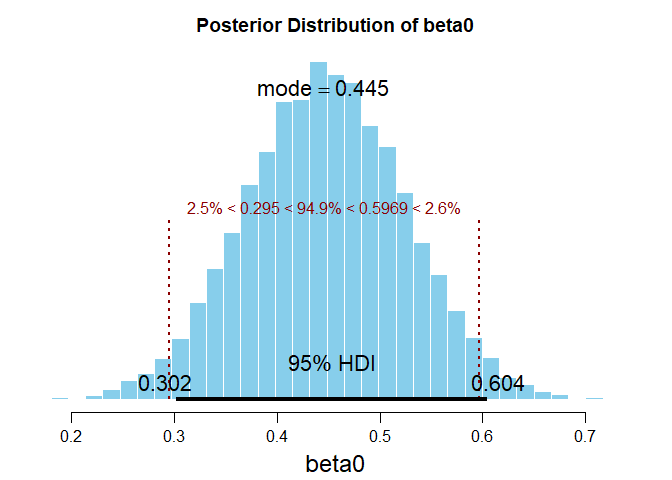 Posterior Distribution of beta0
mode = 0.445
2.5% < 0.295 < 94.9% < 0.5969 < 2.6%
95% HDI
0.302 0.604
0.2 0.3 0.4 0.5 0.6 0.7
beta0